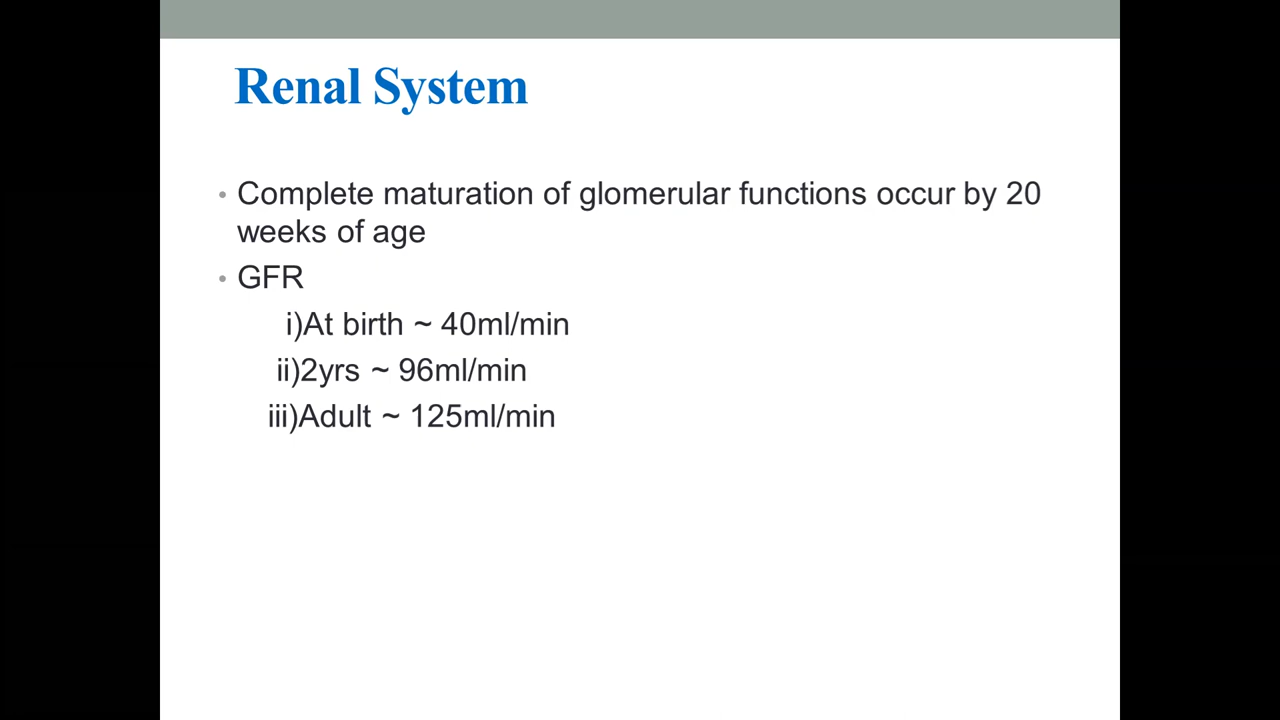 Renal System
• Complete maturation of glomerular functions occur by 20
weeks of age
• GFR
i)At birth ~ 40ml/min
ii)2yrs ~ 96ml/min
iii)Adult ~ 125ml/min